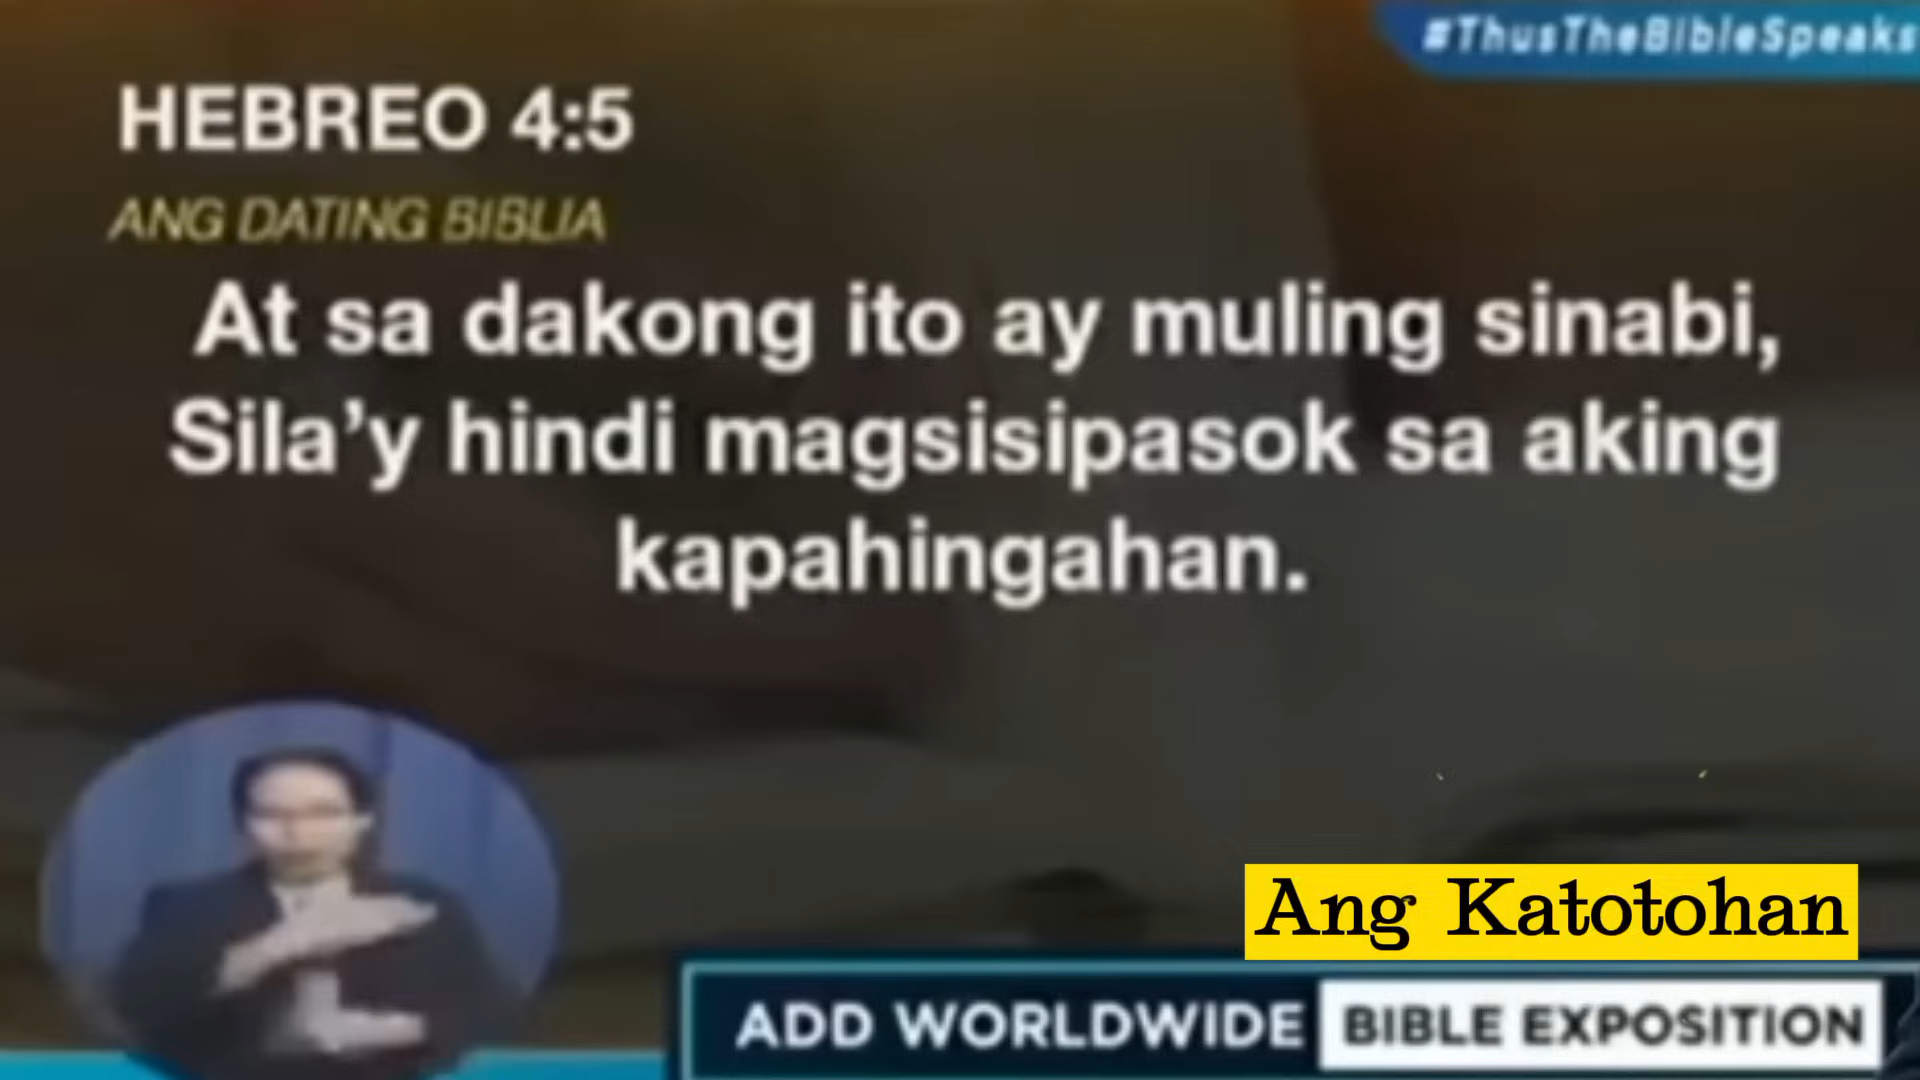 #ThusTheBibleSpeaks
HEBREO 4:5
ANG DATING BIBLIA
At sa dakong ito ay muling sinabi,
Sila’y hindi magsisipasok sa aking
kapahingahan.
Ang Katotohan
ADD WORLDWIDE BIBLE EXPOSITION